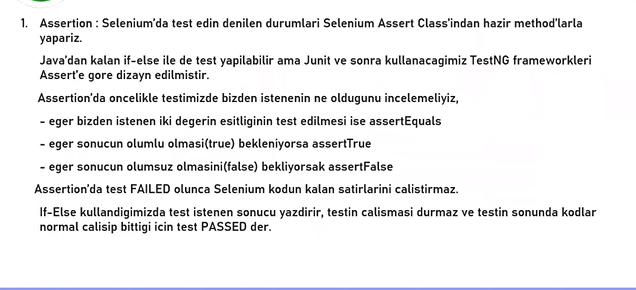 1. Assertion : Selenium'da test edin denilen durumlari Selenium Assert Class'indan hazir method'larla
yapariz.
Java'dan kalan if-else ile de test yapilabilir ama Junit ve sonra kullanacagimiz TestNG frameworkleri
Assert'e gore dizayn edilmistir.
Assertion'da oncelikle testimizde bizden istenenin ne oldugunu incelemeliyiz,
- eger bizden istenen iki degerin esitliginin test edilmesi ise assertEquals
- eger sonucun olumlu olmasi(true) bekleniyorsa assertTrue
- eger sonucun olumsuz olmasini(false) bekliyorsak assertFalse
Assertion'da test FAILED olunca Selenium kodun kalan satirlarini calistirmaz.
If-Else kullandigimizda test istenen sonucu yazdirir, testin calismasi durmaz ve testin sonunda kodlar
normal calisip bittigi icin test PASSED der.